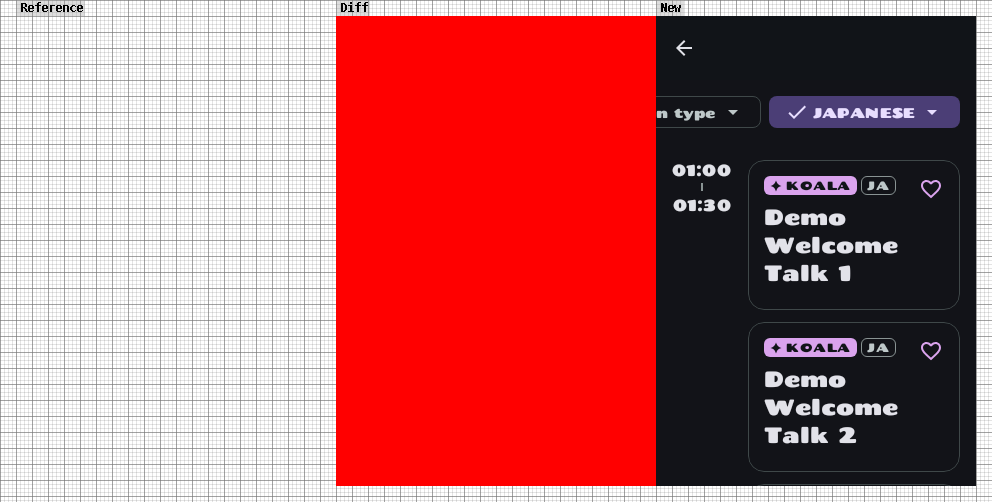 Reference
Diff
New
n type
JAPANESE
01:00
01:30
KOALA
JA
Demo
Welcome
Talk 1
KOALA
JA
Demo
Welcome
Talk 2